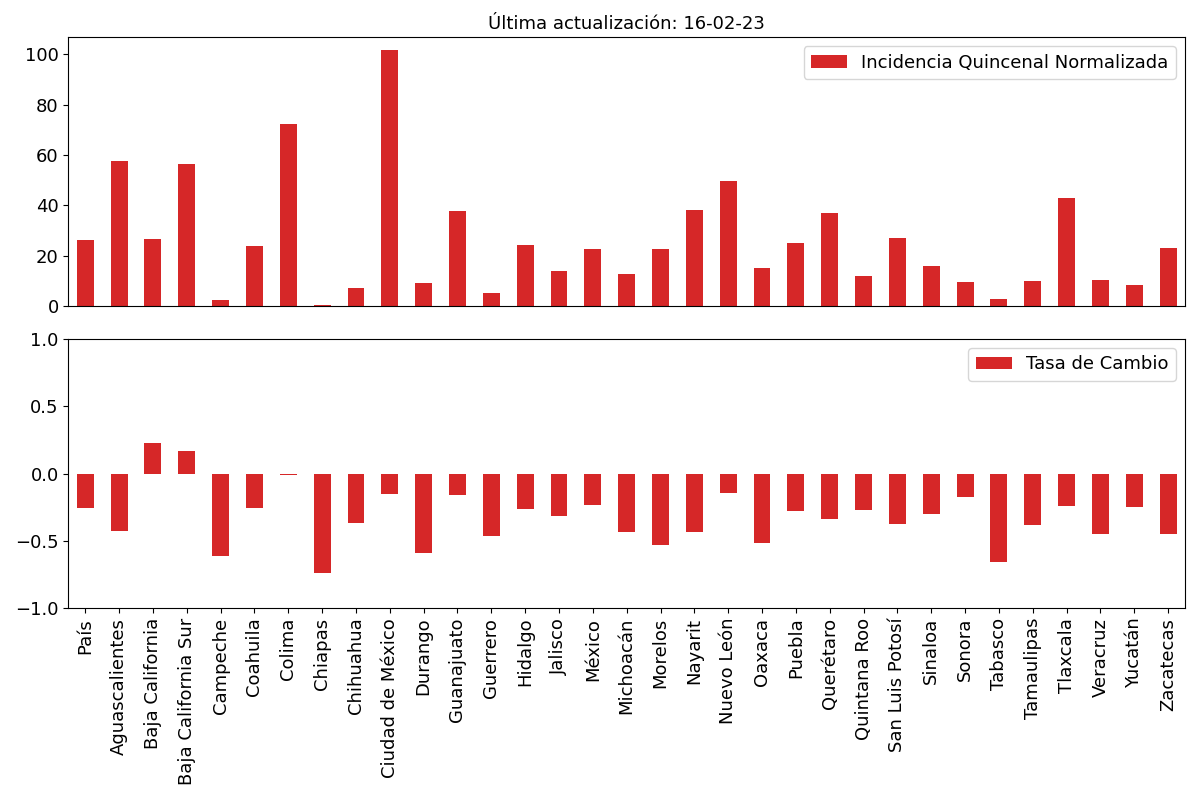 Última actualización: 16-02-23
Incidencia Quincenal Normalizada
100
80
60
40
20
0
Tasa de Cambio
1.0
0.5
0.0
−0.5
−1.0
País
Aguascalientes
Baja California
Baja California Sur
Campeche
Coahuila
Colima
Chiapas
Chihuahua
Ciudad de México
Durango
Guanajuato
Guerrero
Hidalgo
Jalisco
México
Michoacán
Morelos
Nayarit
Nuevo León
Oaxaca
Puebla
Querétaro
Quintana Roo
San Luis Potosí
Sinaloa
Sonora
Tabasco
Tamaulipas
Tlaxcala
Veracruz
Yucatán
Zacatecas